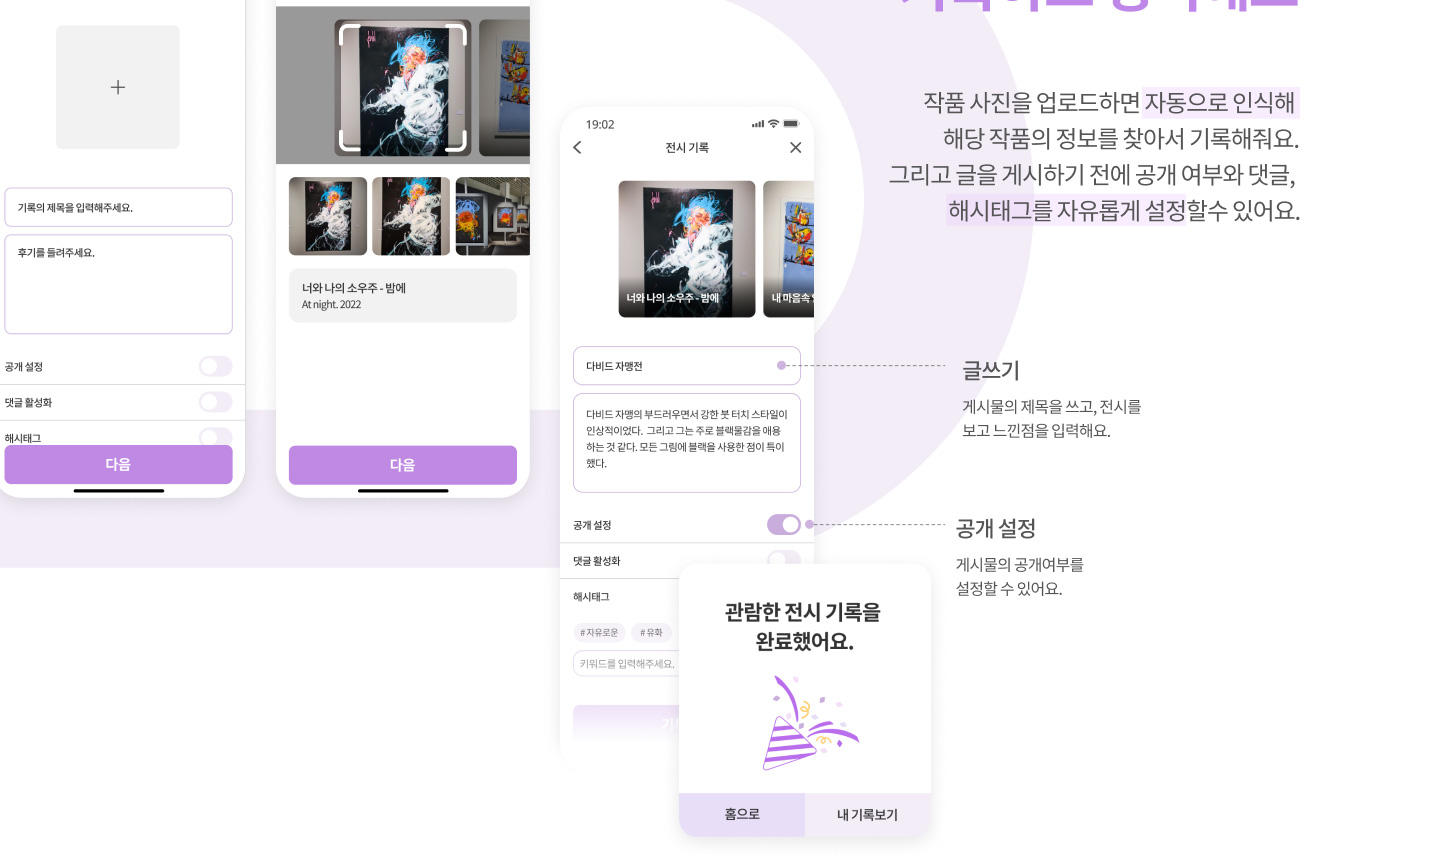 작품 사진을 업로드하면 자동으로 인식해
해당 작품의 정보를 찾아서 기록해줘요.
그리고 글을 게시하기 전에 공개 여부와 댓글,
해시태그를 자유롭게 설정할수 있어요.
+
기록의 제목을 입력해주세요.
후기를 들려주세요.
공개 설정
댓글 활성화
해시태그
다음
너와 나의 소우주 - 밤에
At night. 2022
다음
19:02
전시 기록
너와 나의 소우주 - 밤에
내 마음속
다비드 자맹전
다비드 자맹의 부드러우면서 강한 붓 터치 스타일이
인상적이었다. 그리고 그는 주로 블랙물감을 애용
하는 것 같다. 모든 그림에 블랙을 사용한 점이 특이
했다.
공개 설정
댓글 활성화
해시태그
#자유로운
#유화
키워드를 입력해주세요.
관람한 전시 기록을
완료했어요.
홈으로
내 기록보기
글쓰기
게시물의 제목을 쓰고, 전시를
보고 느낀점을 입력해요.
공개 설정
게시물의 공개여부를
설정할 수 있어요.